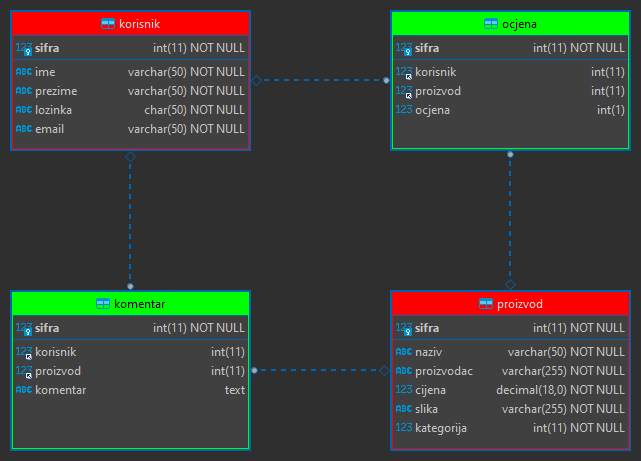 korisnik
123 sifra int(11) NOT NULL
ABC ime varchar(50) NOT NULL
ABC prezime varchar(50) NOT NULL
ABC lozinka char(50) NOT NULL
ABC email varchar(50) NOT NULL
ocjena
123 sifra int(11) NOT NULL
123 korisnik int(11)
123 proizvod int(11)
123 ocjena int(1)
komentar
123 sifra int(11) NOT NULL
123 korisnik int(11)
123 proizvod int(11)
ABC komentar text
proizvod
123 sifra int(11) NOT NULL
ABC naziv varchar(50) NOT NULL
ABC proizvodac varchar(255) NOT NULL
123 cijena decimal(18,0) NOT NULL
ABC slika varchar(255) NOT NULL
123 kategorija int(11) NOT NULL